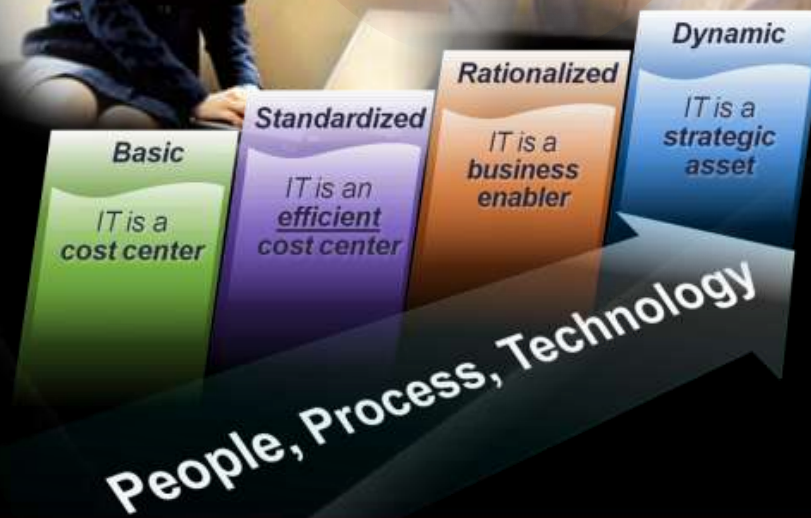 Basic
IT is a
cost center
Standardized
IT is an
efficient
cost center
Rationalized
IT is a
business
enabler
Dynamic
IT is a
strategic
asset
People, Process, Technology